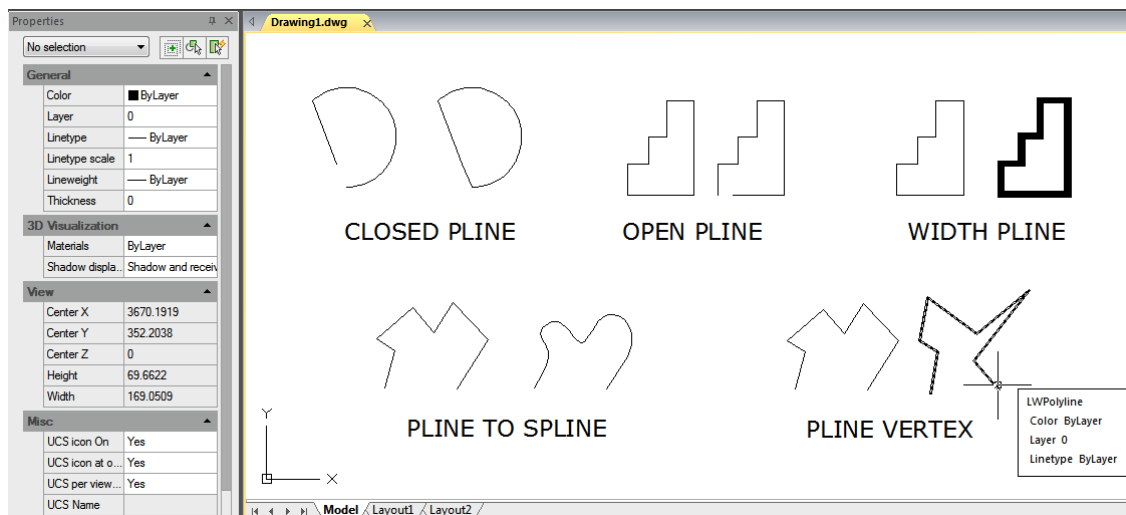 Properties
No selection
General
Color ByLayer
Layer 0
Linetype ByLayer
Linetype scale 1
Lineweight ByLayer
Thickness 0
3D Visualization
Materials ByLayer
Shadow displa.. Shadow and receiv
View
Center X 3670.1919
Center Y 352.2038
Center Z 0
Height 69.6622
Width 169.0509
Misc
UCS icon On Yes
UCS icon at o... Yes
UCS per view... Yes
UCS Name
Drawing1.dwg
CLOSED PLINE
OPEN PLINE
WIDTH PLINE
PLINE TO SPLINE
PLINE VERTEX
LWPolyline
Color ByLayer
Layer 0
Linetype ByLayer
Y
X
Model Layout1 Layout2